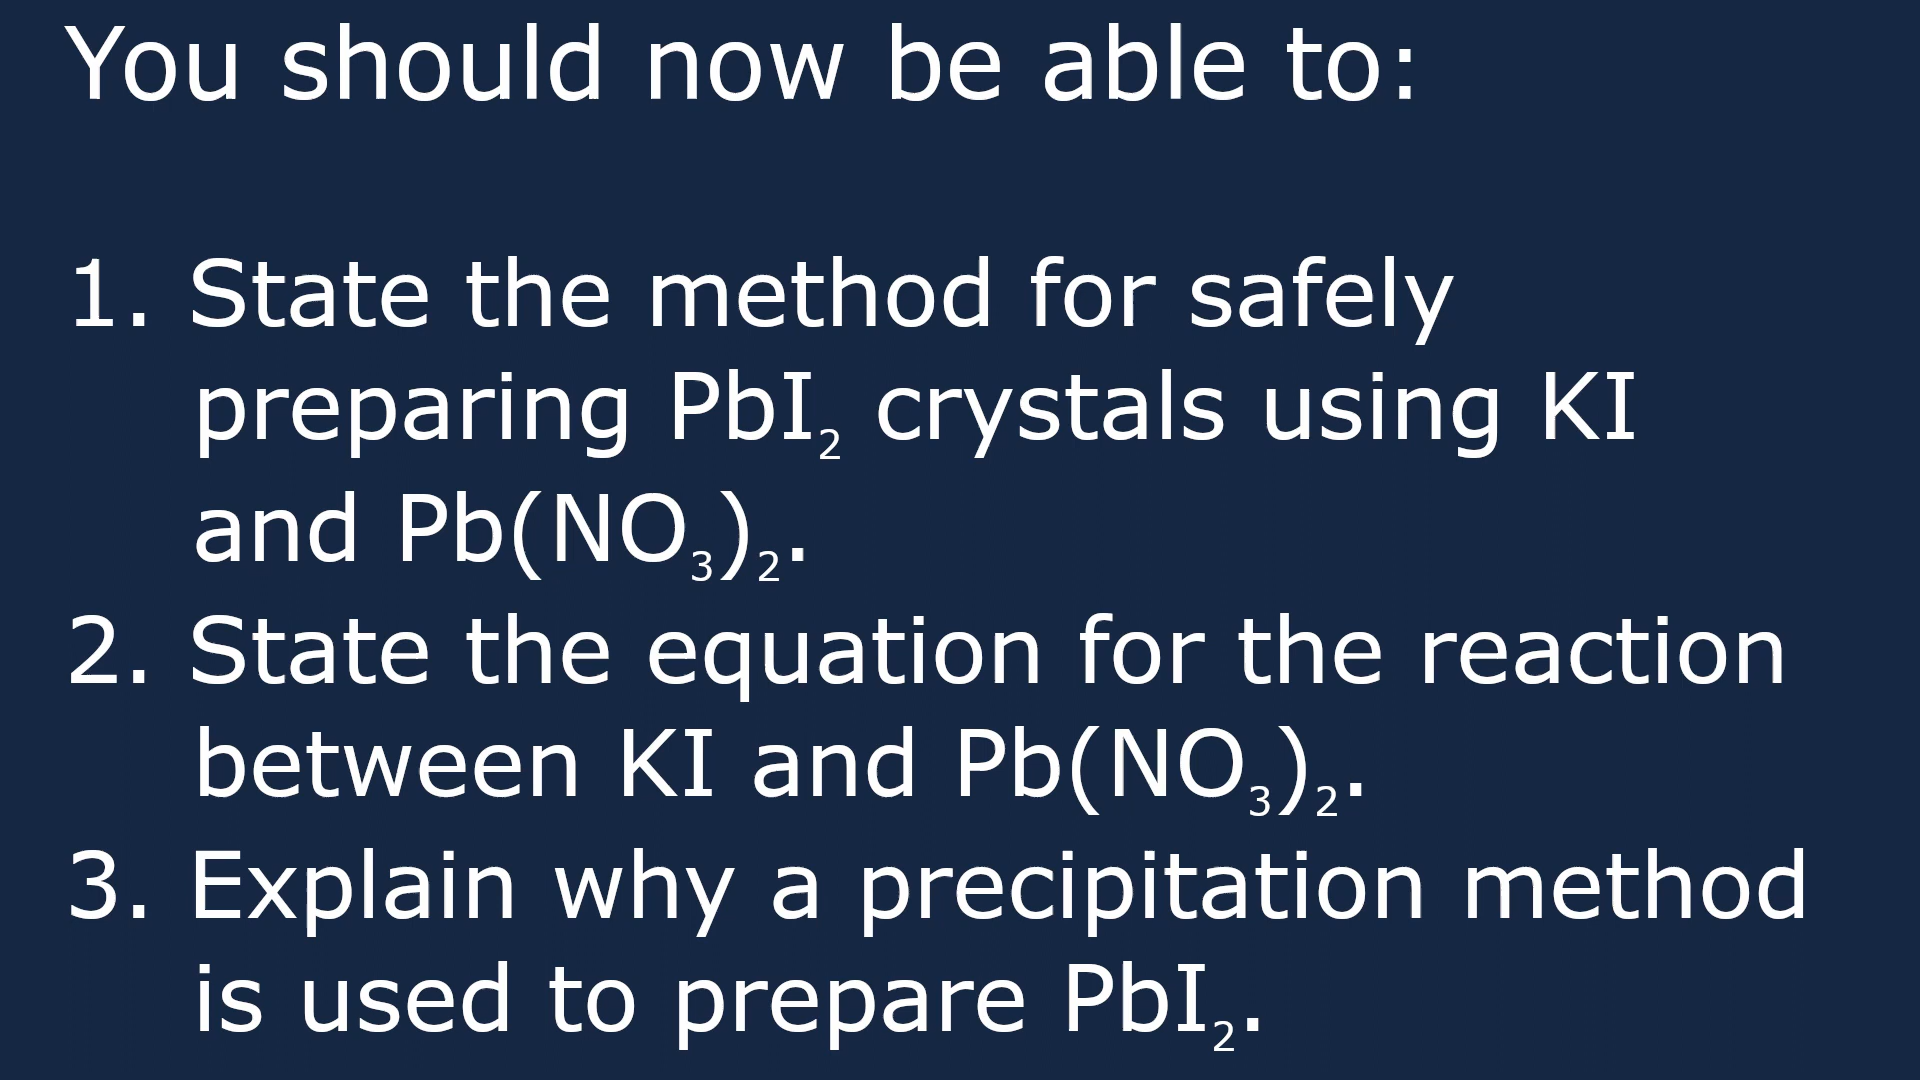 You should now be able to:
1. State the method for safely
preparing PbI₂ crystals using KI
and Pb(NO₃)₂.
2. State the equation for the reaction
between KI and Pb(NO₃)₂.
3. Explain why a precipitation method
is used to prepare PbI₂.